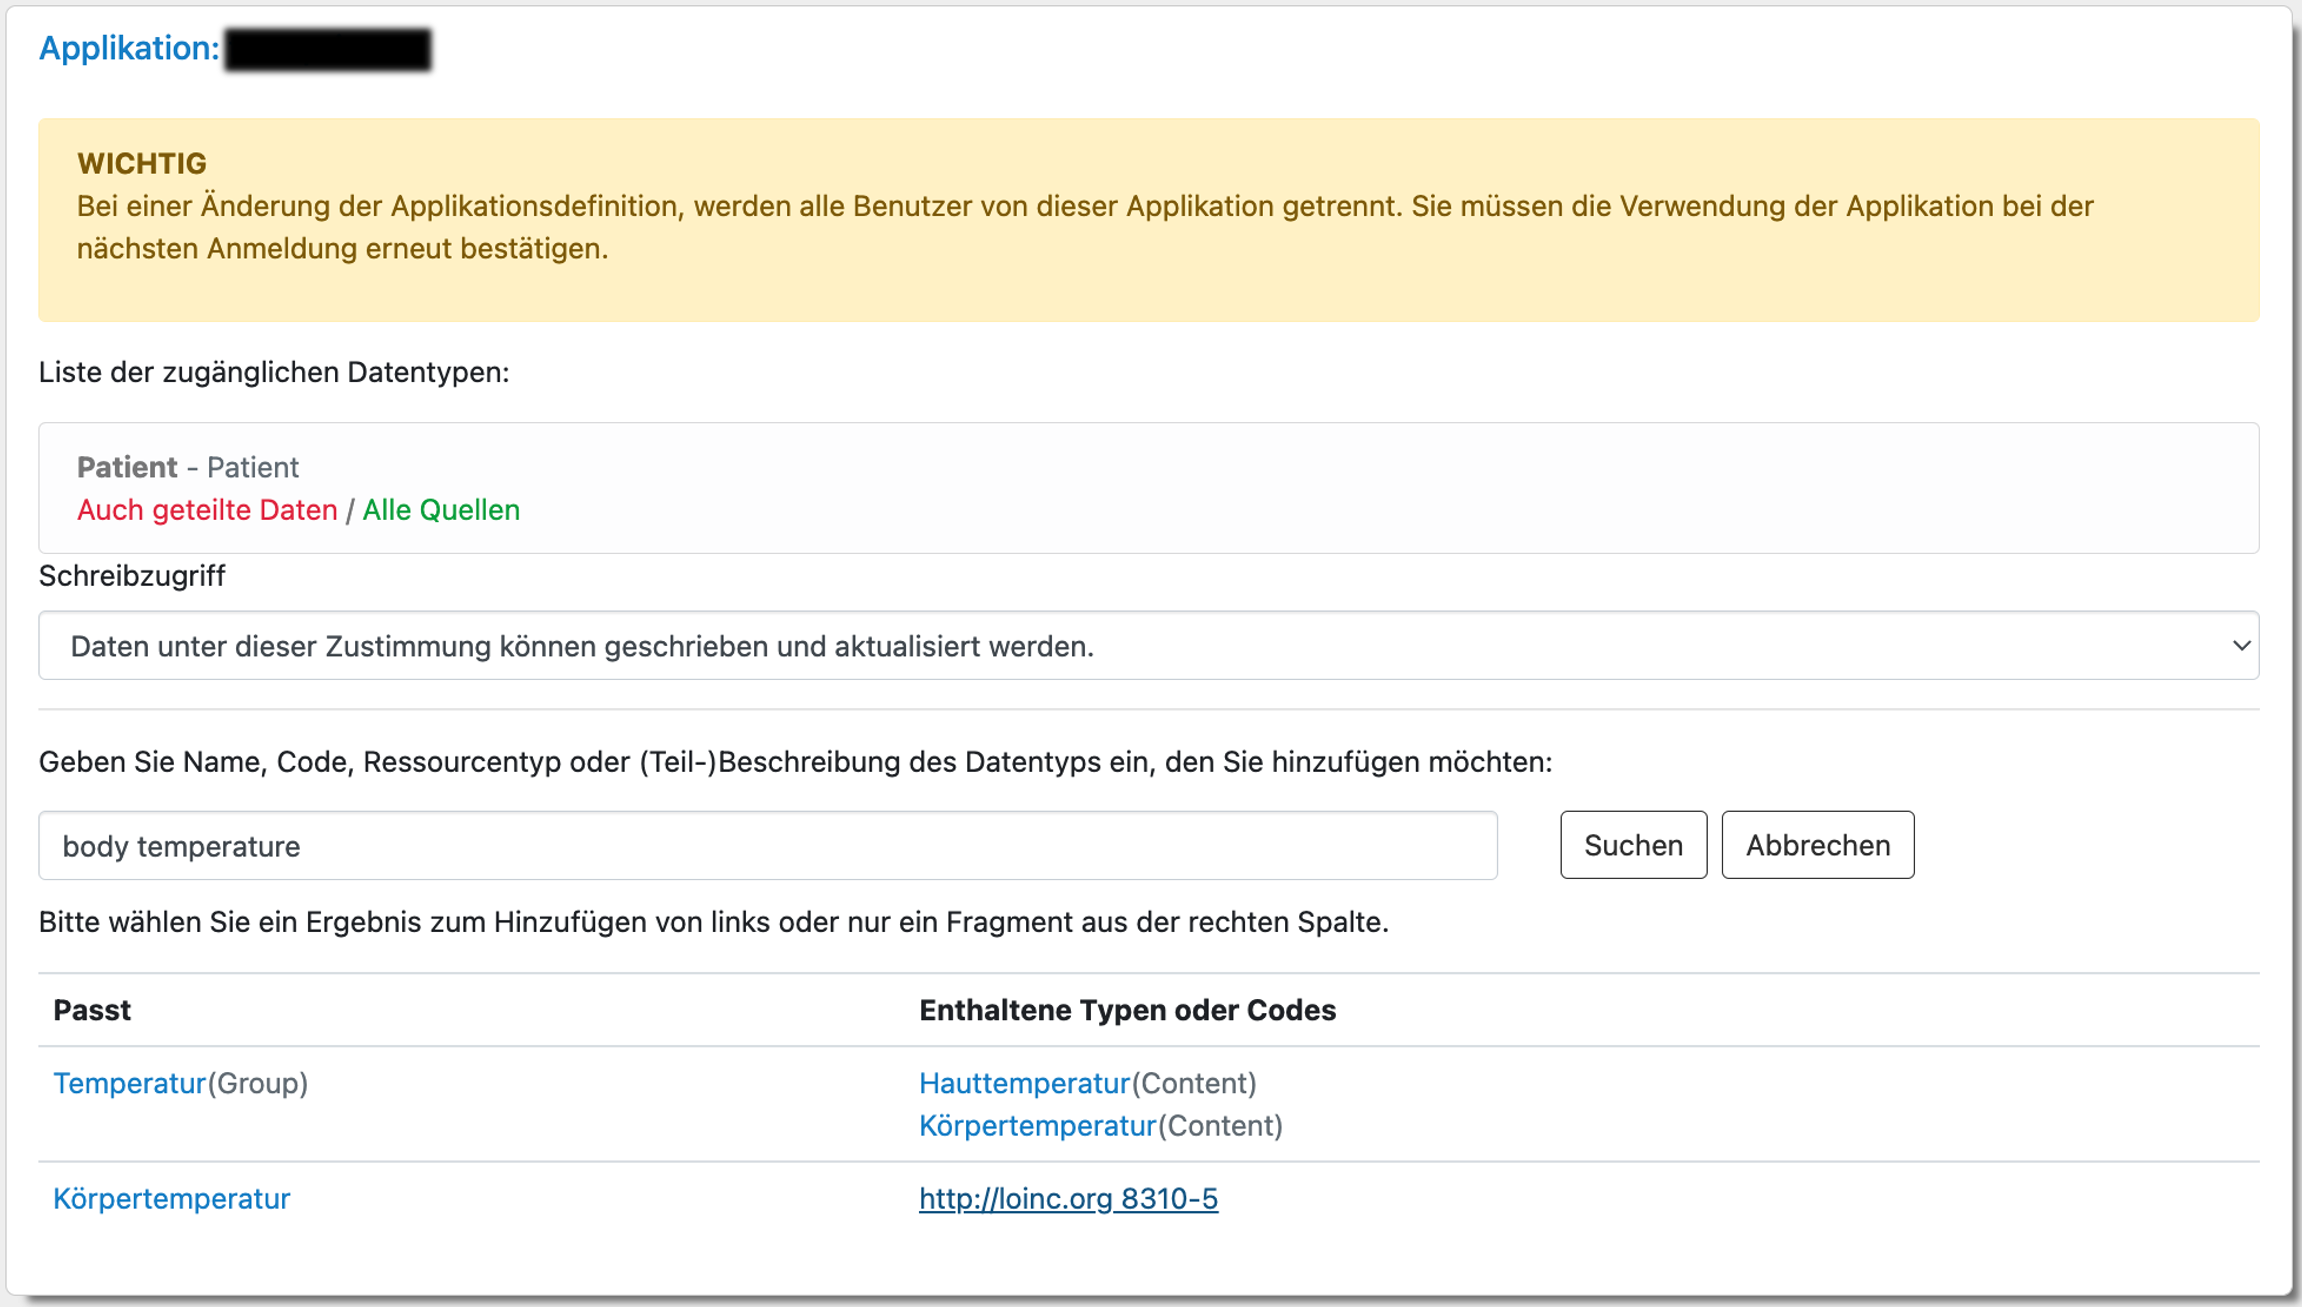 Applikation:
WICHTIG
Bei einer Änderung der Applikationsdefinition, werden alle Benutzer von dieser Applikation getrennt. Sie müssen die Verwendung der Applikation bei der
nächsten Anmeldung erneut bestätigen.
Liste der zugänglichen Datentypen:
Patient - Patient
Auch geteilte Daten / Alle Quellen
Schreibzugriff
Daten unter dieser Zustimmung können geschrieben und aktualisiert werden.
Geben Sie Name, Code, Ressourcentyp oder (Teil-)Beschreibung des Datentyps ein, den Sie hinzufügen möchten:
body temperature Suchen Abbrechen
Bitte wählen Sie ein Ergebnis zum Hinzufügen von links oder nur ein Fragment aus der rechten Spalte.
Passt Enthaltene Typen oder Codes
Temperatur(Group) Hauttemperatur(Content)
Körpertemperatur(Content)
Körpertemperatur http://loinc.org 8310-5